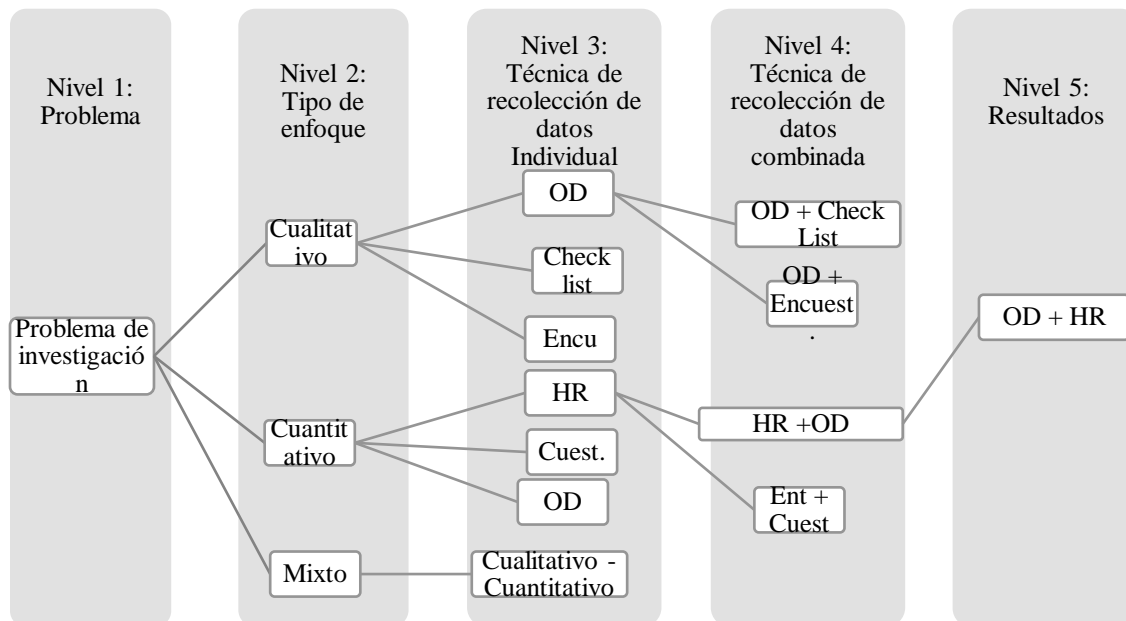 Nivel 1:
Problema
Problema de
investigació
n
Nivel 2:
Tipo de
enfoque
Cualitat
ivo
Cuantit
ativo
Mixto
Nivel 3:
Técnica de
recolección de
datos
Individual
OD
Check
list
Encu
HR
Cuest.
OD
Cualitativo -
Cuantitativo
Nivel 4:
Técnica de
recolección de
datos
combinada
OD + Check
List
OD +
Encuest
.
HR +OD
Ent +
Cuest
Nivel 5:
Resultados
OD + HR